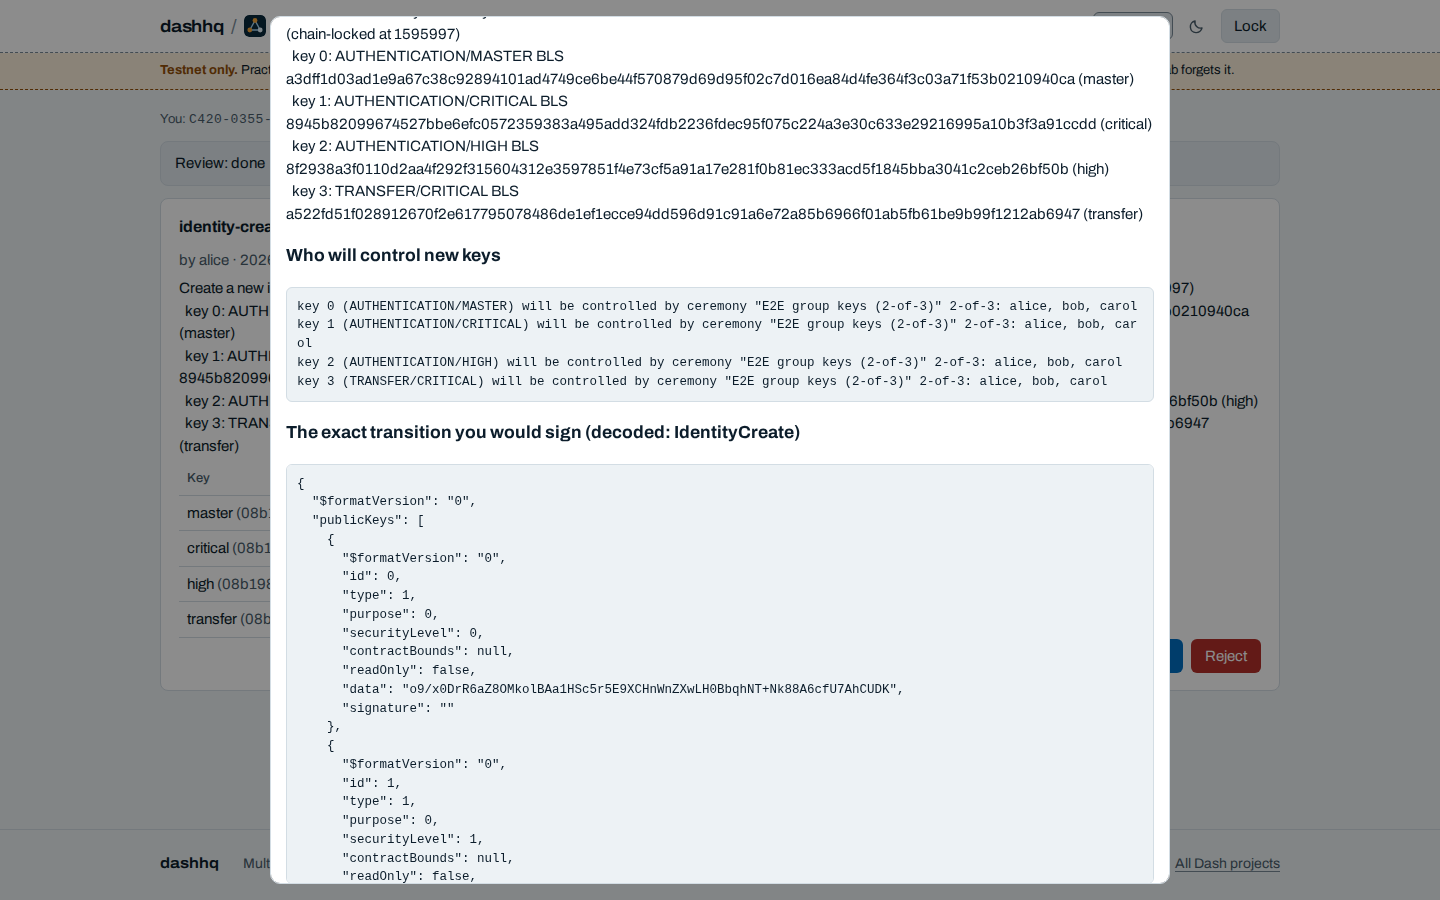 dashhq /
Lock
Testnet only. Pract
b forgets it.
You: C420-0355-
Review: done
identity-crea
by alice · 2026
Create a new i
key 0: AUTH
(master)
key 1: AUTH
8945b82099
key 2: AUTH
key 3: TRAN
(transfer)
Key
master (08b1
critical (08b1
high (08b198
transfer (08b
(chain-locked at 1595997)
key 0: AUTHENTICATION/MASTER BLS
a3dff1d03ad1e9a67c38c92894101ad4749ce6be44f570879d69d95f02c7d016ea84d4fe364f3c03a71f53b0210940ca (master)
key 1: AUTHENTICATION/CRITICAL BLS
8945b82099674527bbe6efc0572359383a495add324fdb2236fdec95f075c224a3e30c633e29216995a10b3f3a91ccdd (critical)
key 2: AUTHENTICATION/HIGH BLS
8f2938a3f0110d2aa4f292f315604312e3597851f4e73cf5a91a17e281f0b81ec333acd5f1845bba3041c2ceb26bf50b (high)
key 3: TRANSFER/CRITICAL BLS
a522fd51f028912670f2e617795078486de1ef1ecce94dd596d91c91a6e72a85b6966f01ab5fb61be9b99f1212ab6947 (transfer)
Who will control new keys
key 0 (AUTHENTICATION/MASTER) will be controlled by ceremony "E2E group keys (2-of-3)" 2-of-3: alice, bob, carol
key 1 (AUTHENTICATION/CRITICAL) will be controlled by ceremony "E2E group keys (2-of-3)" 2-of-3: alice, bob, car
ol
key 2 (AUTHENTICATION/HIGH) will be controlled by ceremony "E2E group keys (2-of-3)" 2-of-3: alice, bob, carol
key 3 (TRANSFER/CRITICAL) will be controlled by ceremony "E2E group keys (2-of-3)" 2-of-3: alice, bob, carol
The exact transition you would sign (decoded: IdentityCreate)
{
"$formatVersion": "0",
"publicKeys": [
{
"$formatVersion": "0",
"id": 0,
"type": 1,
"purpose": 0,
"securityLevel": 0,
"contractBounds": null,
"readOnly": false,
"data": "o9/x0DrR6aZ8OMkolBAa1HSc5r5E9XCHnWnZXwLH0BbqhNT+Nk88A6cfU7AhCUDK",
"signature": ""
},
{
"$formatVersion": "0",
"id": 1,
"type": 1,
"purpose": 0,
"securityLevel": 1,
"contractBounds": null,
"readOnly": false,
997)
0210940ca
6bf50b (high)
b6947
Reject
dashhq
Mult
All Dash projects